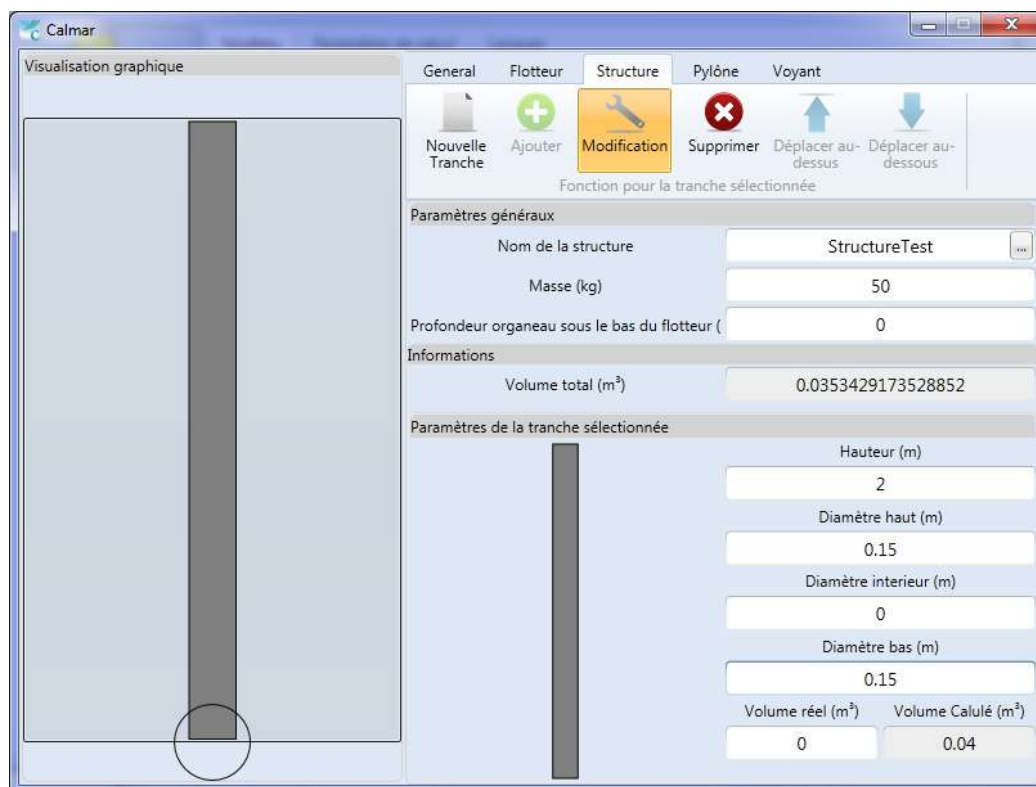 Calmar
Visualisation graphique
General Flotteur Structure Pylône Voyant
Nouvelle Tranche
Ajouter
Modification
Supprimer
Déplacer au-dessus
Déplacer au-dessous
Fonction pour la tranche sélectionnée
Paramètres généraux
Nom de la structure StructureTest ...
Masse (kg) 50
Profondeur organeau sous le bas du flotteur ( 0
Informations
Volume total (m³) 0.0353429173528852
Paramètres de la tranche sélectionnée
Hauteur (m)
2
Diamètre haut (m)
0.15
Diamètre interieur (m)
0
Diamètre bas (m)
0.15
Volume réel (m³) Volume Calulé (m³)
0 0.04